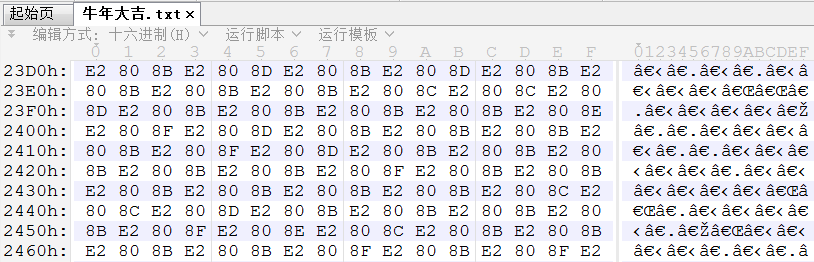 起始页 牛年大吉.txt ×
编辑方式: 十六进制(H) 运行脚本 运行模板
0 1 2 3 4 5 6 7 8 9 A B C D E F 0123456789ABCDEF
23D0h: E2 80 8B E2 80 8D E2 80 8B E2 80 8D E2 80 8B E2 â€‹â€.â€‹â€.â€‹â
23E0h: 80 8B E2 80 8B E2 80 8B E2 80 8C E2 80 8C E2 80 €‹â€‹â€‹â€Œâ€Œâ€
23F0h: 8D E2 80 8B E2 80 8B E2 80 8B E2 80 8B E2 80 8E .â€‹â€‹â€‹â€‹â€Ž
2400h: E2 80 8F E2 80 8D E2 80 8B E2 80 8B E2 80 8B E2 â€.â€.â€‹â€‹â€‹â
2410h: 80 8B E2 80 8F E2 80 8D E2 80 8B E2 80 8B E2 80 €‹â€.â€.â€‹â€‹â€
2420h: 8B E2 80 8B E2 80 8B E2 80 8F E2 80 8B E2 80 8B ‹â€‹â€‹â€.â€‹â€‹
2430h: E2 80 8B E2 80 8B E2 80 8B E2 80 8B E2 80 8C E2 â€‹â€‹â€‹â€‹â€Œâ
2440h: 80 8C E2 80 8D E2 80 8B E2 80 8B E2 80 8B E2 80 €Œâ€.â€‹â€‹â€‹â€
2450h: 8B E2 80 8F E2 80 8E E2 80 8C E2 80 8B E2 80 8B ‹â€.â€Žâ€Œâ€‹â€‹
2460h: E2 80 8B E2 80 8B E2 80 8F E2 80 8B E2 80 8F E2 â€‹â€‹â€.â€‹â€.â